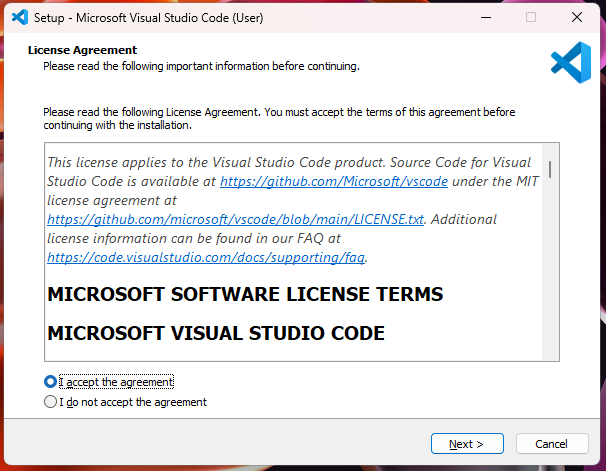 Setup - Microsoft Visual Studio Code (User)
License Agreement
Please read the following important information before continuing.
Please read the following License Agreement. You must accept the terms of this agreement before
continuing with the installation.
This license applies to the Visual Studio Code product. Source Code for Visual
Studio Code is available at https://github.com/Microsoft/vscode under the MIT
license agreement at
https://github.com/microsoft/vscode/blob/main/LICENSE.txt. Additional
license information can be found in our FAQ at
https://code.visualstudio.com/docs/supporting/faq.
MICROSOFT SOFTWARE LICENSE TERMS
MICROSOFT VISUAL STUDIO CODE
I accept the agreement
I do not accept the agreement
Next >
Cancel